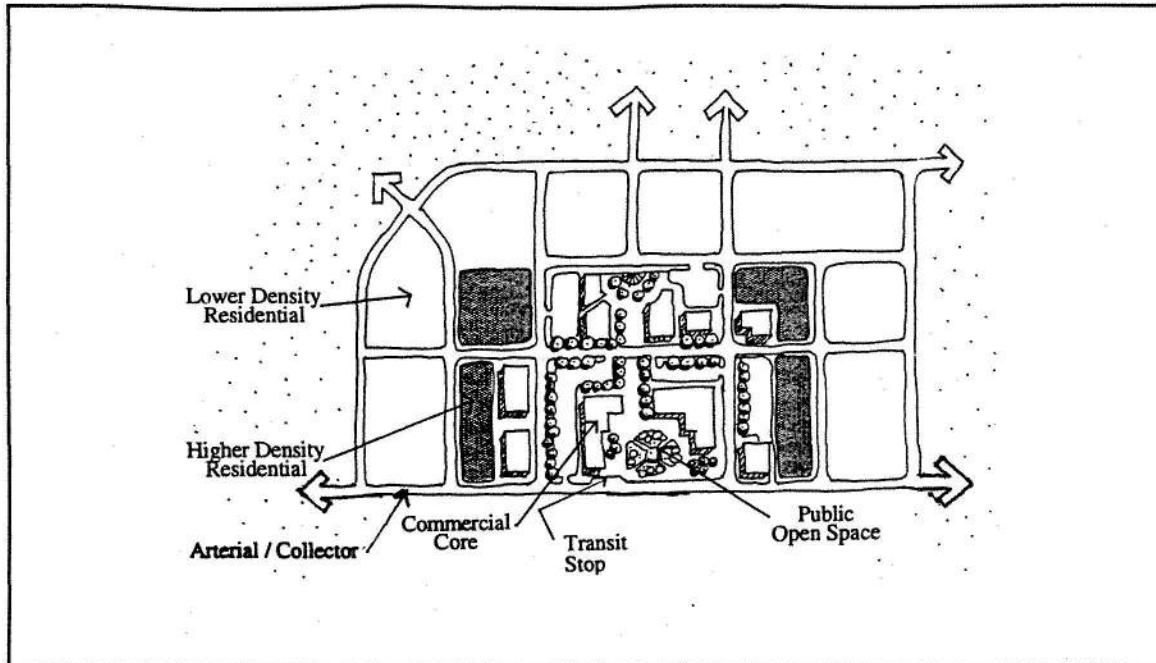 Lower Density
Residential
Higher Density
Residential
Arterial / Collector
Commercial
Core
Transit
Stop
Public
Open Space